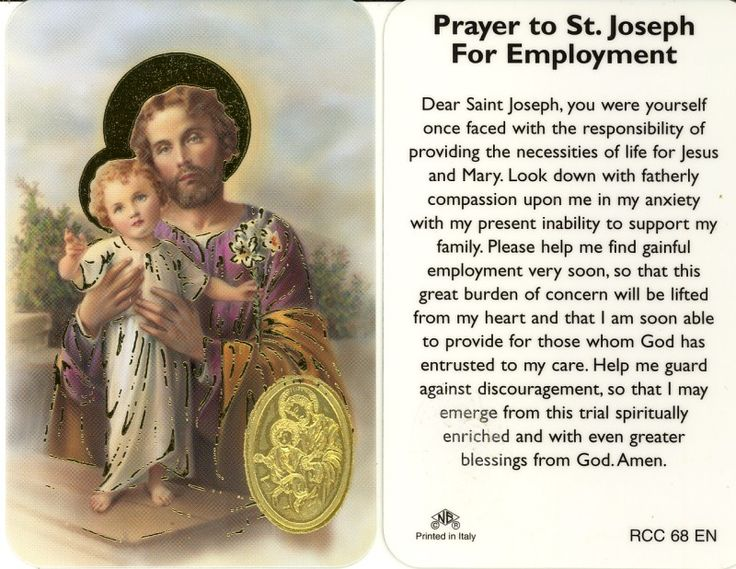 Prayer to St. Joseph
For Employment
Dear Saint Joseph, you were yourself
once faced with the responsibility of
providing the necessities of life for Jesus
and Mary. Look down with fatherly
compassion upon me in my anxiety
with my present inability to support my
family. Please help me find gainful
employment very soon, so that this
great burden of concern will be lifted
from my heart and that I am soon able
to provide for those whom God has
entrusted to my care. Help me guard
against discouragement, so that I may
emerge from this trial spiritually
enriched and with even greater
blessings from God. Amen.
© NB ®
Printed in Italy
RCC 68 EN